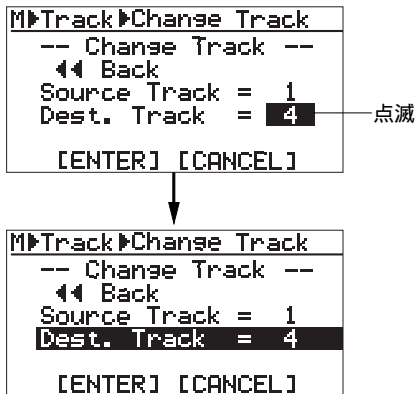 M▶Track▶Change Track
-- Change Track --
◀◀ Back
Source Track = 1
Dest. Track = 4
点滅
[ENTER] [CANCEL]
M▶Track▶Change Track
-- Change Track --
◀◀ Back
Source Track = 1
Dest. Track = 4
[ENTER] [CANCEL]